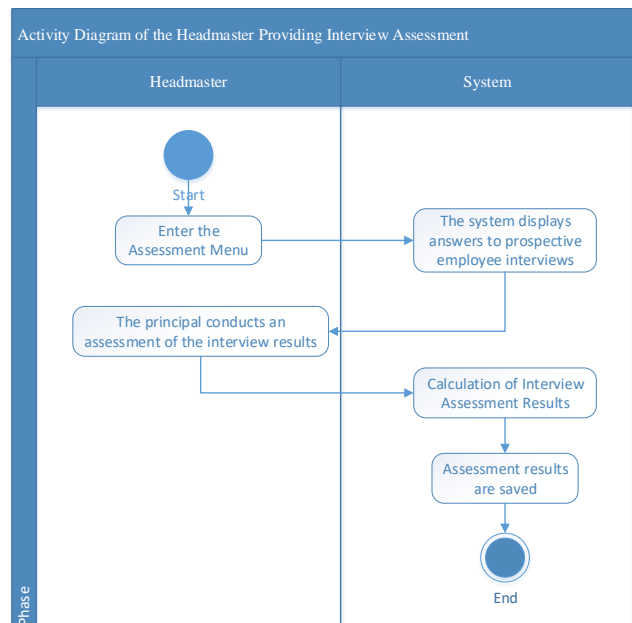 Activity Diagram of the Headmaster Providing Interview Assessment
Headmaster
System
Start
Enter the
Assessment Menu
The system displays
answers to prospective
employee interviews
The principal conducts an
assessment of the interview results
Calculation of Interview
Assessment Results
Assessment results
are saved
End
Phase